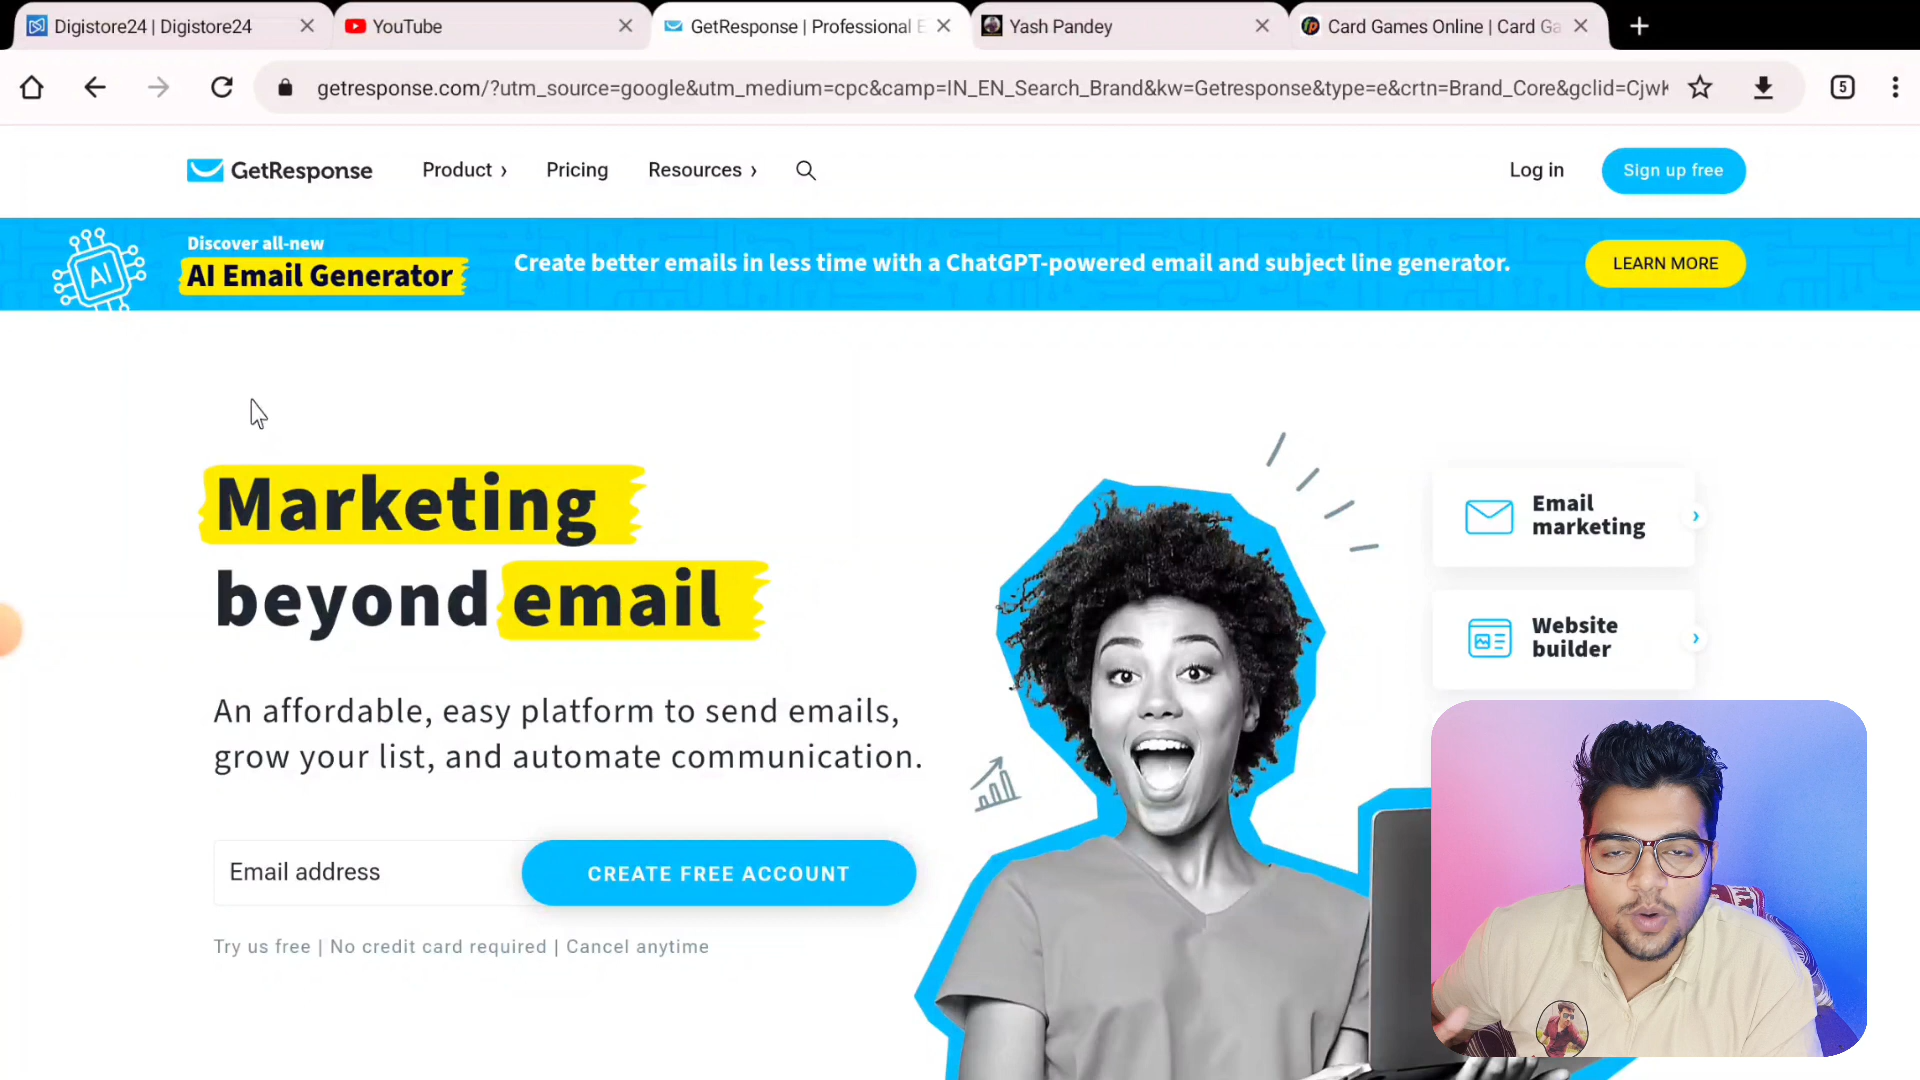 Digistore24 | Digistore24
YouTube
GetResponse | Professional E
Yash Pandey
Card Games Online | Card Ga
getresponse.com/?utm_source=google&utm_medium=cpc&camp=IN_EN_Search_Brand&kw=Getresponse&type=e&crtn=Brand_Core&gclid=CjwK
5
GetResponse
Product
Pricing
Resources
Log in
Sign up free
AI
Discover all-new
AI Email Generator
Create better emails in less time with a ChatGPT-powered email and subject line generator.
LEARN MORE
Marketing
beyond email
An affordable, easy platform to send emails,
grow your list, and automate communication.
Email address
CREATE FREE ACCOUNT
Try us free | No credit card required | Cancel anytime
Email
marketing
Website
builder